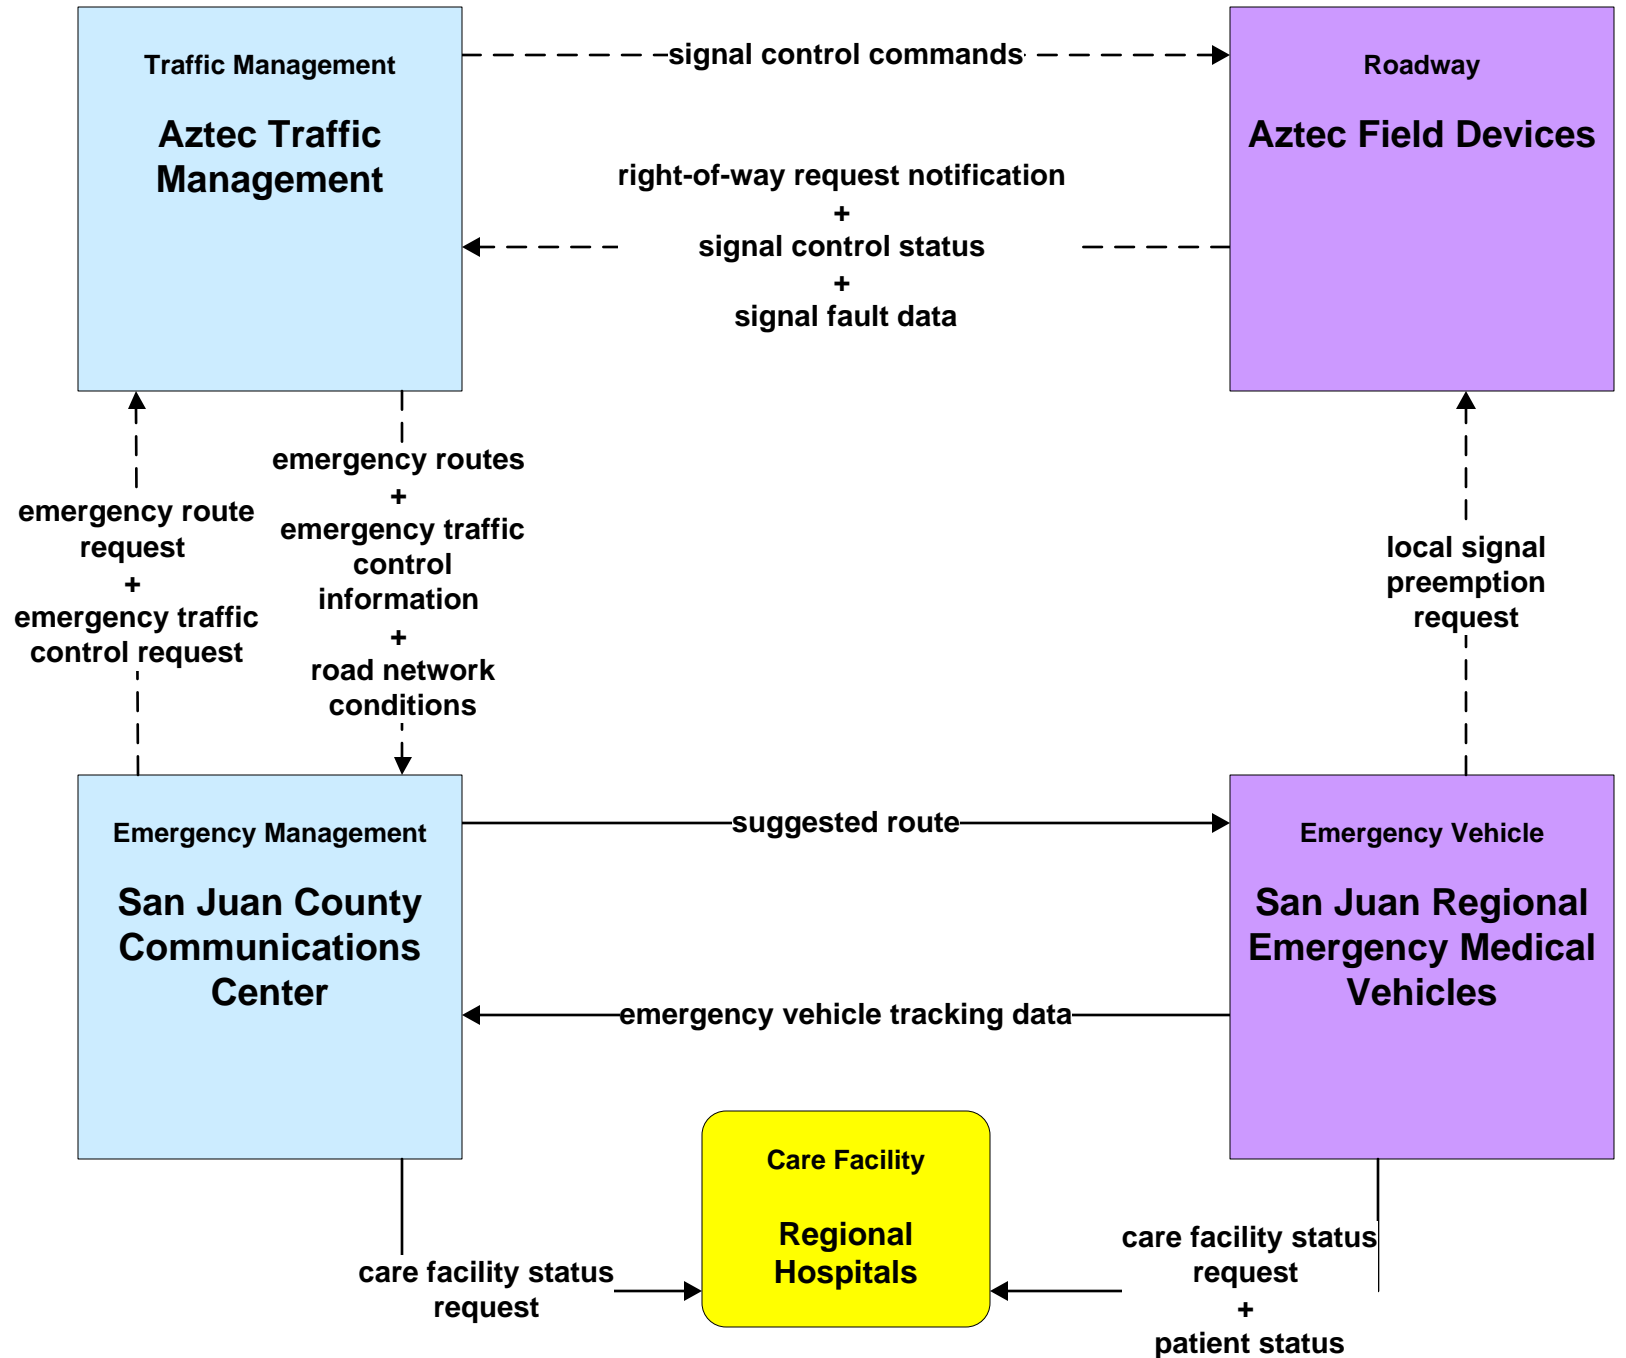 Traffic Management
Aztec Traffic
Management
signal control commands
Roadway
Aztec Field Devices
right-of-way request notification
+
signal control status
+
signal fault data
emergency route
request
+
emergency traffic
control request
emergency routes
+
emergency traffic
control
information
+
road network
conditions
local signal
preemption
request
Emergency Management
San Juan County
Communications
Center
suggested route
Emergency Vehicle
San Juan Regional
Emergency Medical
Vehicles
emergency vehicle tracking data
Care Facility
Regional
Hospitals
care facility status
request
care facility status
request
+
patient status